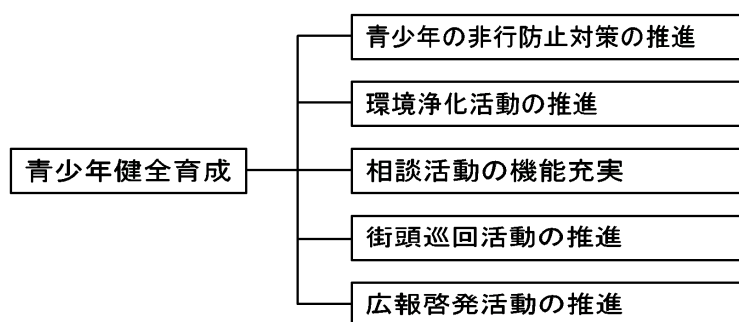 青少年健全育成
青少年の非行防止対策の推進
環境浄化活動の推進
相談活動の機能充実
街頭巡回活動の推進
広報啓発活動の推進